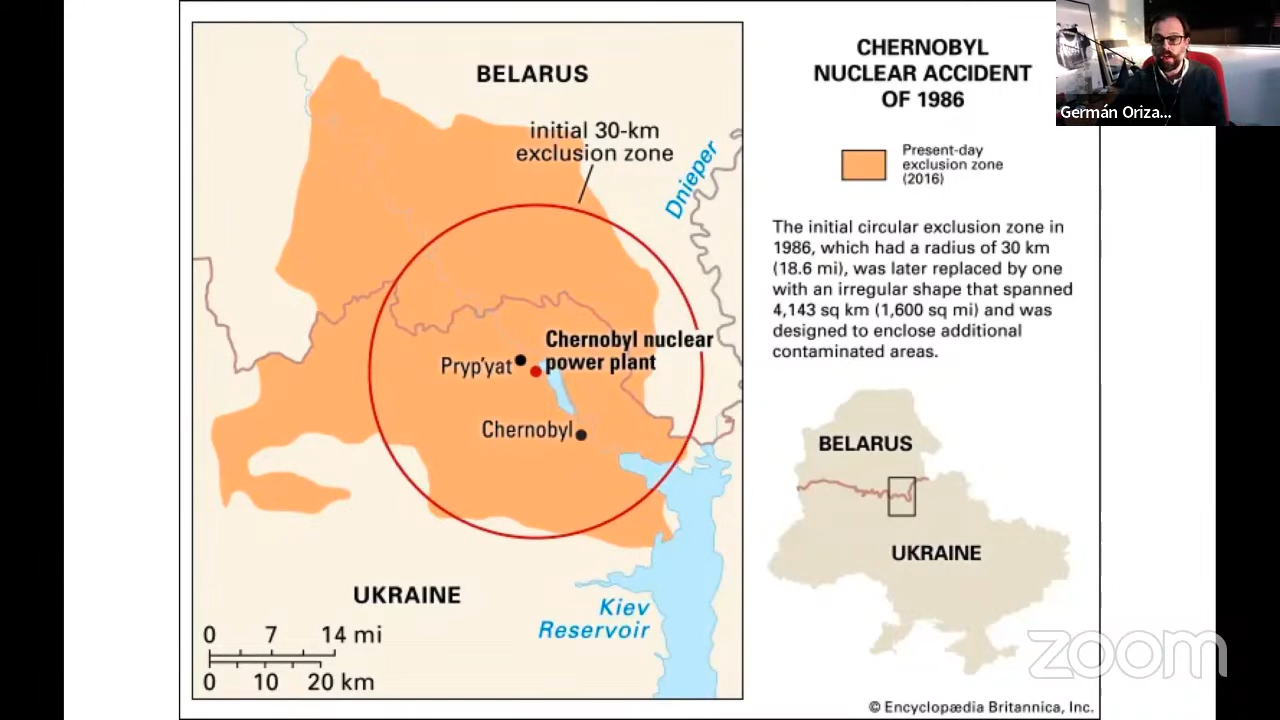 CHERNOBYL
NUCLEAR ACCIDENT
OF 1986
Germán Oriza...
BELARUS
initial 30-km
exclusion zone
Dnieper
Present-day
exclusion zone
(2016)
The initial circular exclusion zone in
1986, which had a radius of 30 km
(18.6 mi), was later replaced by one
with an irregular shape that spanned
4,143 sq km (1,600 sq mi) and was
designed to enclose additional
contaminated areas.
Chernobyl nuclear
power plant
Pryp'yat
Chernobyl
BELARUS
UKRAINE
UKRAINE
Kiev
Reservoir
0 7 14 mi
0 10 20 km
zoom
© Encyclopædia Britannica, Inc.